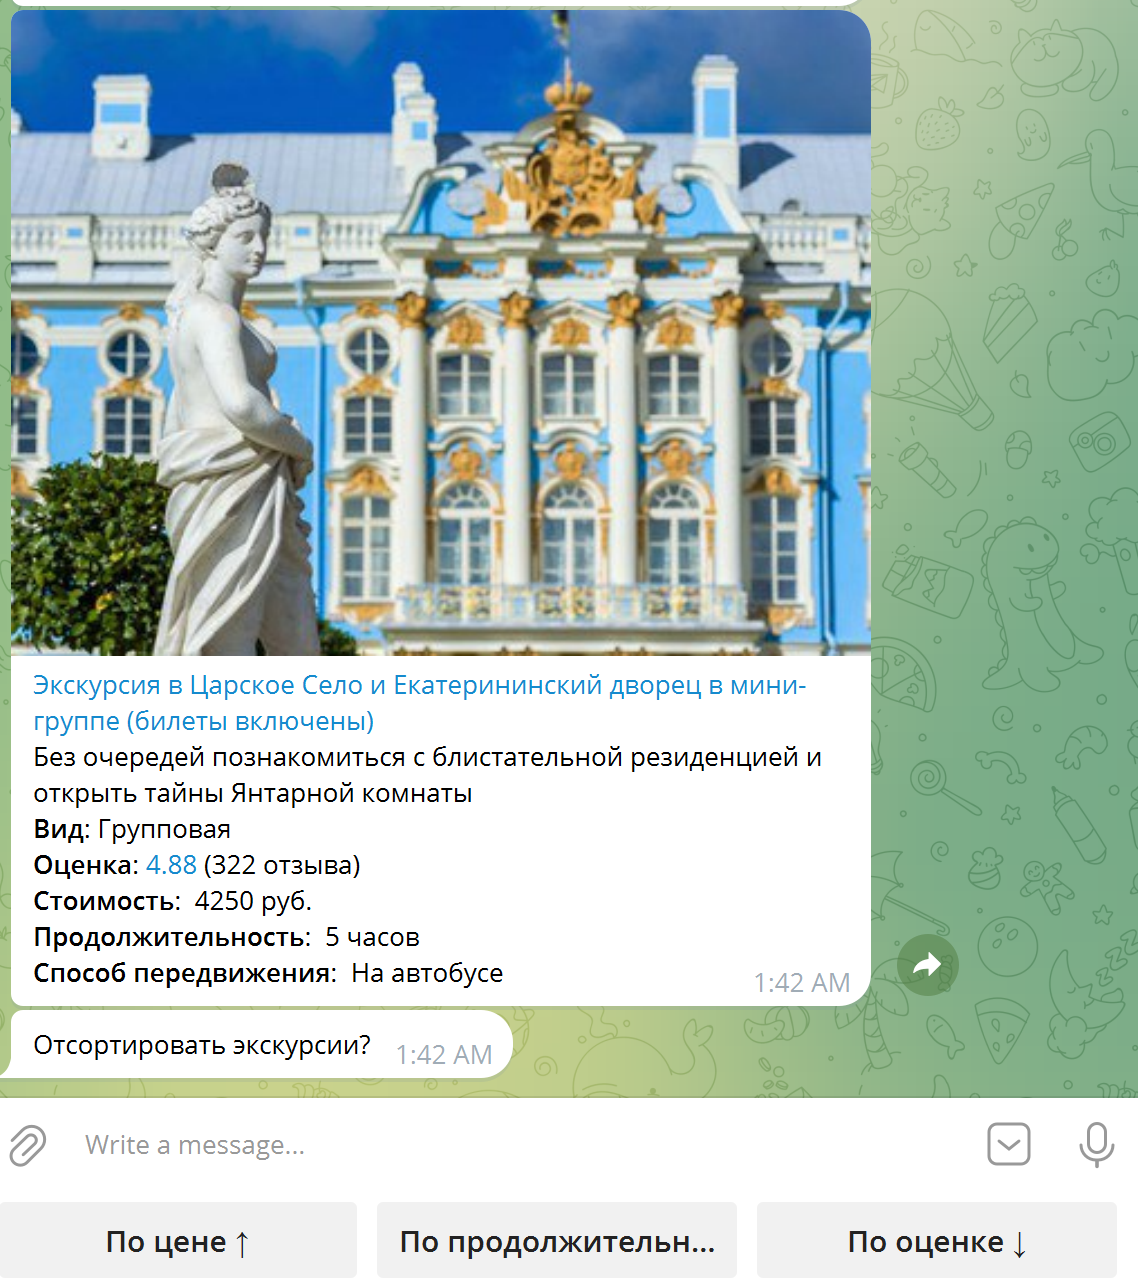 Экскурсия в Царское Село и Екатерининский дворец в мини-
группе (билеты включены)
Без очередей познакомиться с блистательной резиденцией и
открыть тайны Янтарной комнаты
Вид: Групповая
Оценка: 4.88 (322 отзыва)
Стоимость: 4250 руб.
Продолжительность: 5 часов
Способ передвижения: На автобусе
1:42 AM
Отсортировать экскурсии? 1:42 AM
Write a message...
По цене ↑ По продолжительн... По оценке ↓